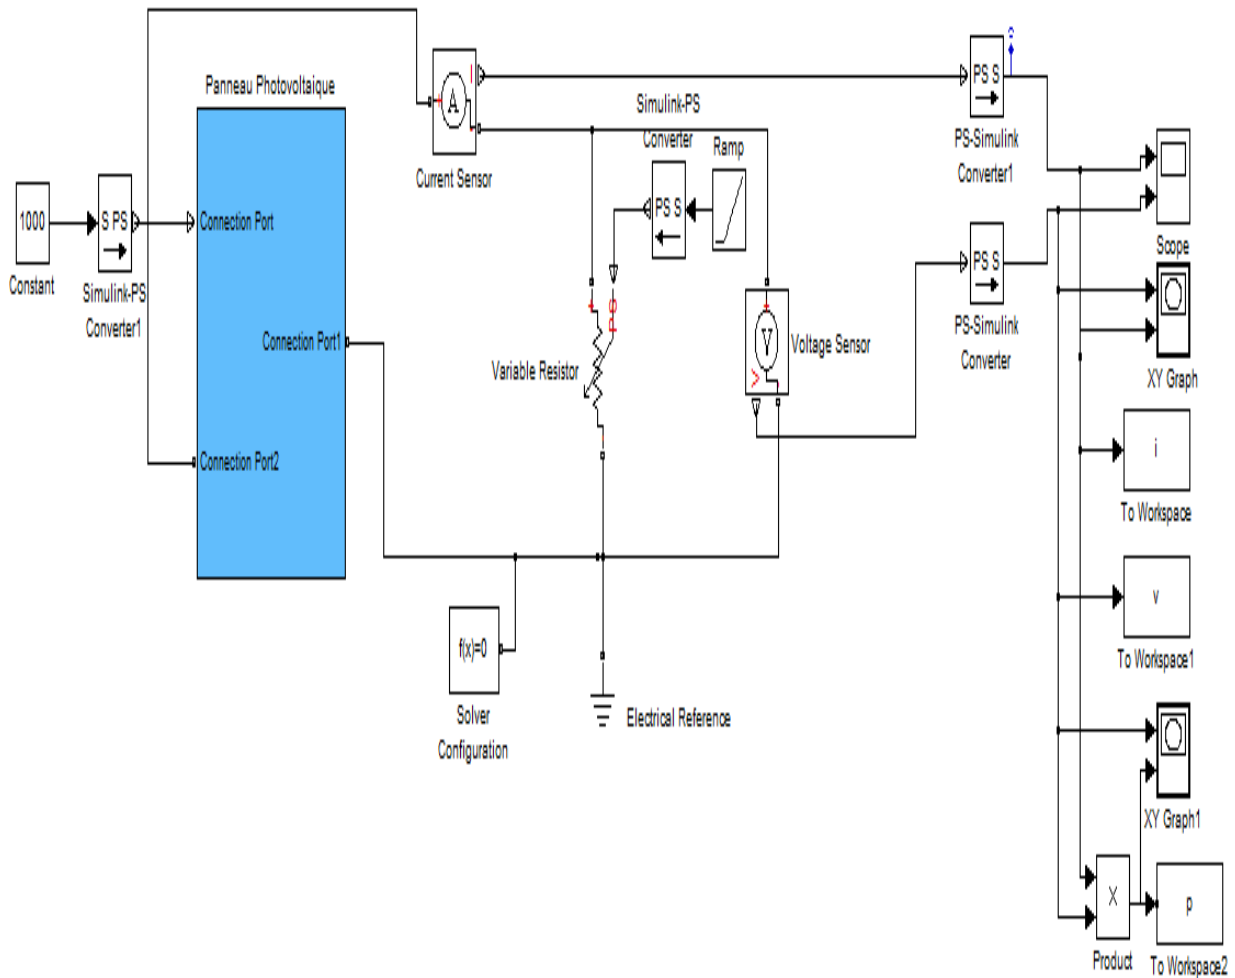 Panneau Photovoltaique
1000
Constant
S PS
Simulink-PS
Converter1
Connection Port
Connection Port1
Connection Port2
A
I
+
-
Current Sensor
Simulink-PS
Converter
PS S
Ramp
PS
+
Variable Resistor
+
V
V
-
Voltage Sensor
f(x)=0
Solver
Configuration
Electrical Reference
PS S
PS-Simulink
Converter1
PS S
PS-Simulink
Converter
Scope
XY Graph
i
To Workspace
v
To Workspace1
XY Graph1
X
Product
p
To Workspace2